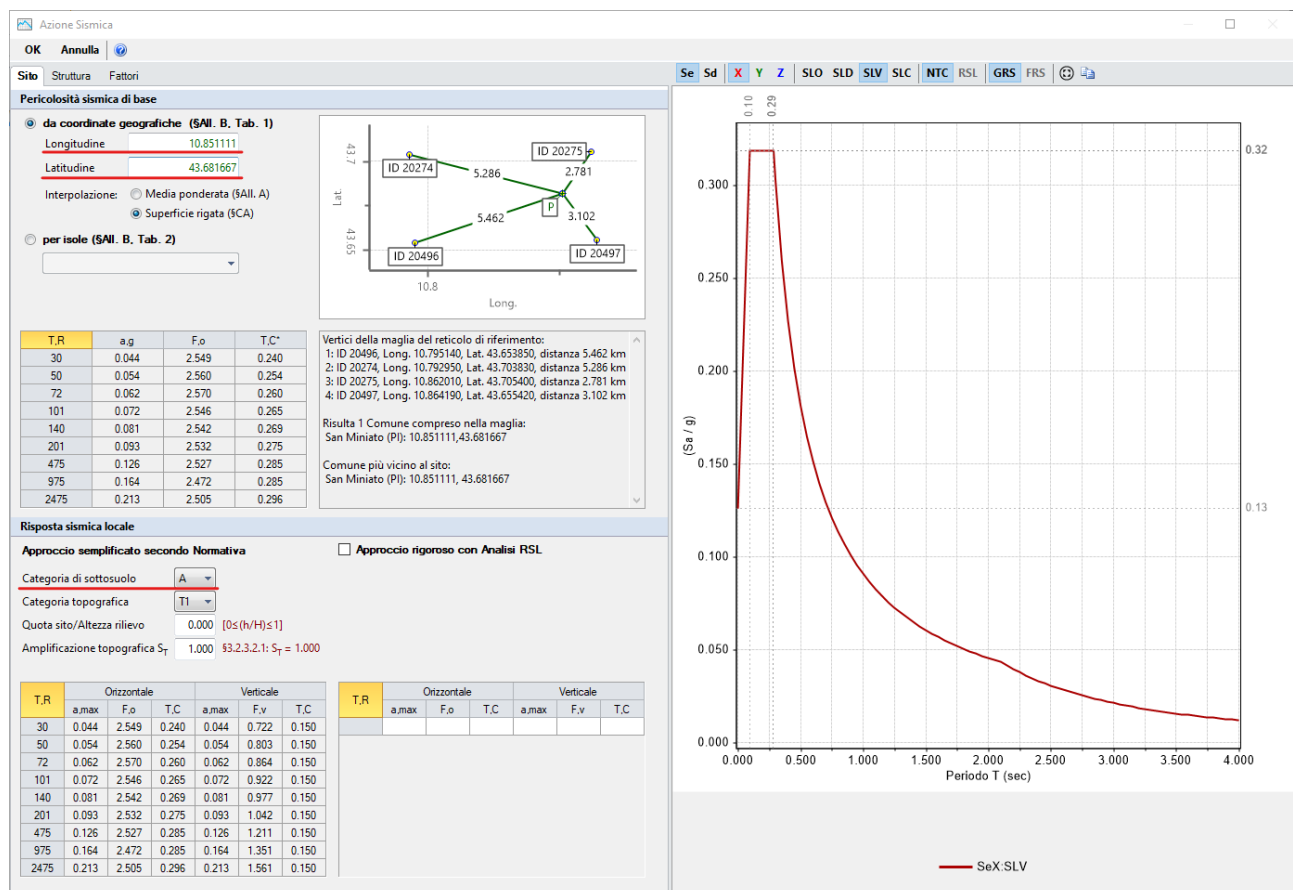 Azione Sismica
OK Annulla
Sito Struttura Fattori
Pericolosità sismica di base
da coordinate geografiche (§All. B, Tab. 1)
Longitudine 10.851111
Latitudine 43.681667
Interpolazione: Media ponderata (§All. A)
Superficie rigata (§CA)
per isole (§All. B, Tab. 2)
43.7
Lat.
43.65
ID 20274
ID 20275
5.286
2.781
P
5.462
3.102
ID 20496
ID 20497
10.8
Long.
T,R a,g F,o T,C*
30 0.044 2.549 0.240
50 0.054 2.560 0.254
72 0.062 2.570 0.260
101 0.072 2.546 0.265
140 0.081 2.542 0.269
201 0.093 2.532 0.275
475 0.126 2.527 0.285
975 0.164 2.472 0.285
2475 0.213 2.505 0.296
Vertici della maglia del reticolo di riferimento:
1: ID 20496, Long. 10.795140, Lat. 43.653850, distanza 5.462 km
2: ID 20274, Long. 10.792950, Lat. 43.703830, distanza 5.286 km
3: ID 20275, Long. 10.862010, Lat. 43.705400, distanza 2.781 km
4: ID 20497, Long. 10.864190, Lat. 43.655420, distanza 3.102 km
Risulta 1 Comune compreso nella maglia:
San Miniato (PI): 10.851111,43.681667
Comune più vicino al sito:
San Miniato (PI): 10.851111, 43.681667
Risposta sismica locale
Approccio semplificato secondo Normativa
Approccio rigoroso con Analisi RSL
Categoria di sottosuolo A
Categoria topografica T1
Quota sito/Altezza rilievo 0.000 [0≤(h/H)≤1]
Amplificazione topografica ST 1.000 §3.2.3.2.1: ST = 1.000
T,R Orizzontale Verticale
a,max F,o T,C a,max F,v T,C
30 0.044 2.549 0.240 0.044 0.722 0.150
50 0.054 2.560 0.254 0.054 0.803 0.150
72 0.062 2.570 0.260 0.062 0.864 0.150
101 0.072 2.546 0.265 0.072 0.922 0.150
140 0.081 2.542 0.269 0.081 0.977 0.150
201 0.093 2.532 0.275 0.093 1.042 0.150
475 0.126 2.527 0.285 0.126 1.211 0.150
975 0.164 2.472 0.285 0.164 1.351 0.150
2475 0.213 2.505 0.296 0.213 1.561 0.150
T,R Orizzontale Verticale
a,max F,o T,C a,max F,v T,C
Se Sd X Y Z SLO SLD SLV SLC NTC RSL GRS FRS
0.10 0.29
0.32
0.300
0.250
0.200
(Sa / g)
0.150
0.13
0.100
0.050
0.000
0.000 0.500 1.000 1.500 2.000 2.500 3.000 3.500 4.000
Periodo T (sec)
SeX:SLV